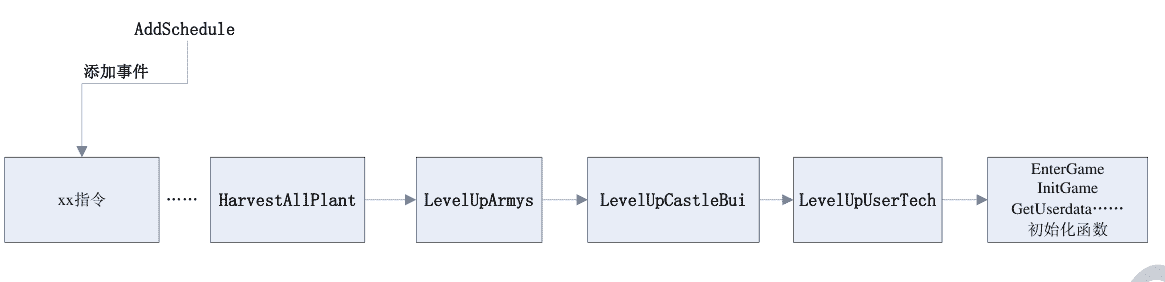 AddSchedule
添加事件
xx指令
······
HarvestAllPlant
LevelUpArmys
LevelUpCastleBui
LevelUpUserTech
EnterGame
InitGame
GetUserdata……
初始化函数